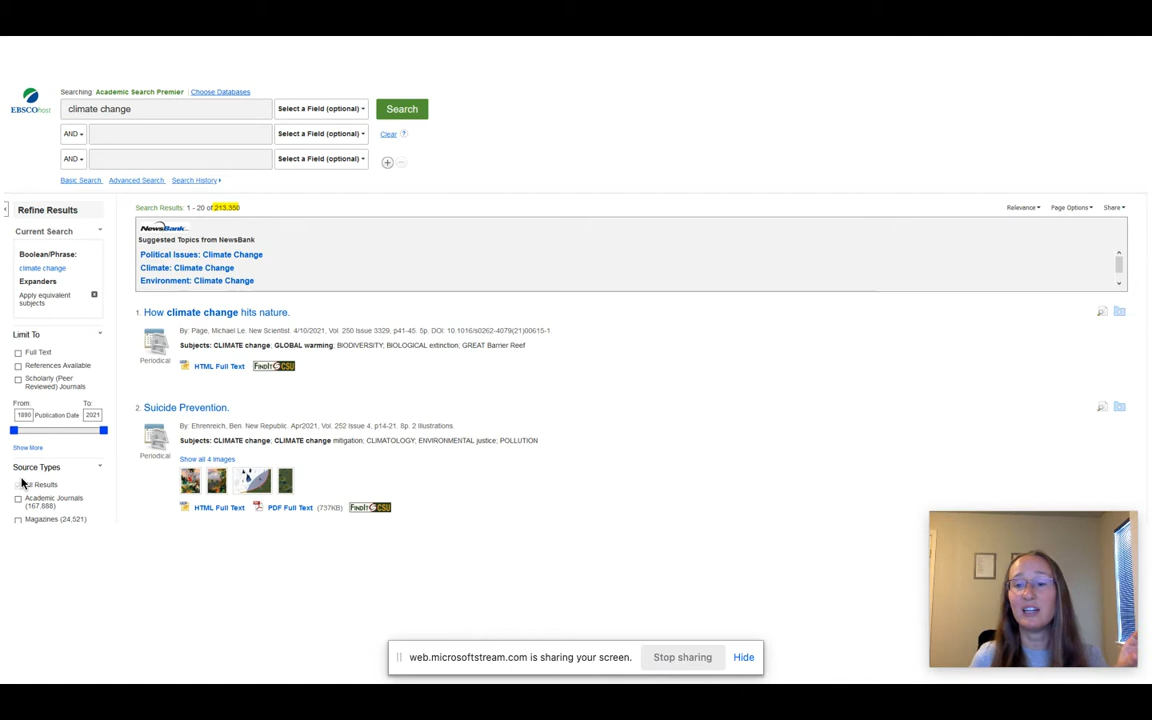 Searching: Academic Search Premier Choose Databases
EBSCOhost
climate change Select a Field (optional) Search
AND Select a Field (optional) Clear ?
AND Select a Field (optional)
Basic Search Advanced Search Search History
Refine Results
Current Search
Boolean/Phrase:
climate change
Expanders
Apply equivalent
subjects
Limit To
Full Text
References Available
Scholarly (Peer
Reviewed) Journals
From: To:
1890 Publication Date 2021
Show More
Source Types
All Results
Academic Journals
(167,888)
Magazines (24,521)
Search Results: 1 - 20 of 213,350
Relevance Page Options Share
NewsBank
Suggested Topics from NewsBank
Political Issues: Climate Change
Climate: Climate Change
Environment: Climate Change
1. How climate change hits nature.
By: Page, Michael Le. New Scientist. 4/10/2021, Vol. 250 Issue 3329, p41-45. 5p. DOI: 10.1016/s0262-4079(21)00615-1.
Subjects: CLIMATE change; GLOBAL warming; BIODIVERSITY; BIOLOGICAL extinction; GREAT Barrier Reef
Periodical
HTML Full Text FINDIT@CSU
2. Suicide Prevention.
By: Ehrenreich, Ben. New Republic. Apr2021, Vol. 252 Issue 4, p14-21. 8p. 2 Illustrations.
Subjects: CLIMATE change; CLIMATE change mitigation; CLIMATOLOGY; ENVIRONMENTAL justice; POLLUTION
Periodical
Show all 4 images
HTML Full Text PDF Full Text (737KB) FINDIT@CSU
web.microsoftstream.com is sharing your screen. Stop sharing Hide